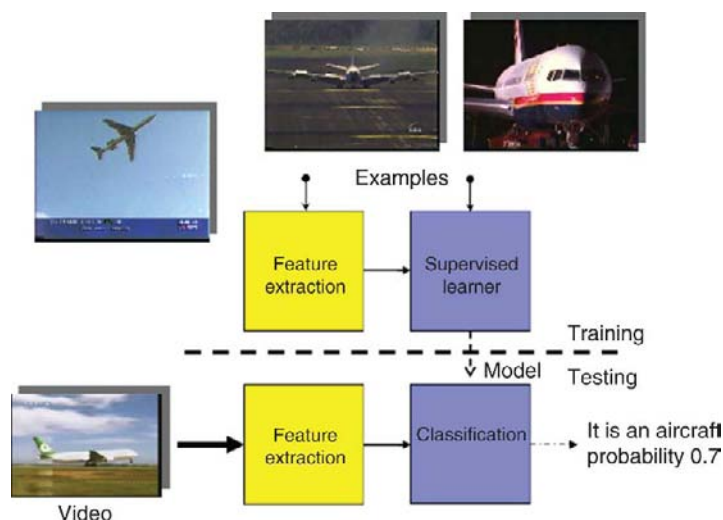 Examples
Feature
extraction
Supervised
learner
Training
Model
Testing
Feature
extraction
Classification
It is an aircraft
probability 0.7
Video